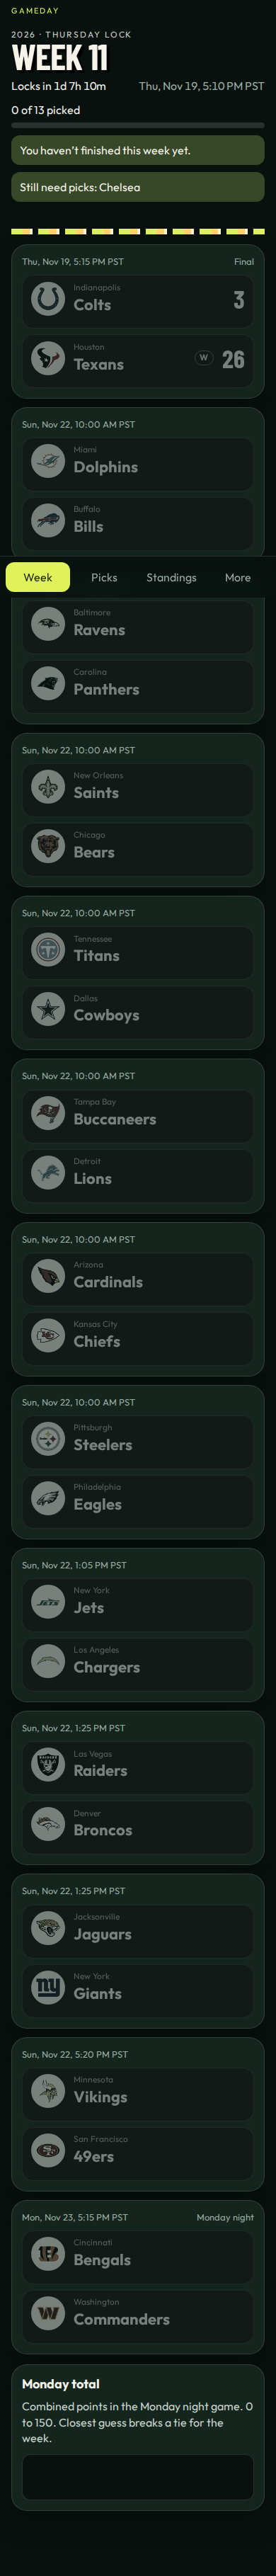 GAMEDAY
2026 · THURSDAY LOCK
WEEK 11
Locks in 1d 7h 10m
Thu, Nov 19, 5:10 PM PST
0 of 13 picked
You haven’t finished this week yet.
Still need picks: Chelsea
Thu, Nov 19, 5:15 PM PST
Final
Indianapolis
Colts
3
Houston
Texans
W
26
Sun, Nov 22, 10:00 AM PST
Miami
Dolphins
Buffalo
Bills
Week
Picks
Standings
More
Baltimore
Ravens
Carolina
Panthers
Sun, Nov 22, 10:00 AM PST
New Orleans
Saints
Chicago
Bears
Sun, Nov 22, 10:00 AM PST
Tennessee
Titans
Dallas
Cowboys
Sun, Nov 22, 10:00 AM PST
Tampa Bay
Buccaneers
Detroit
Lions
Sun, Nov 22, 10:00 AM PST
Arizona
Cardinals
Kansas City
Chiefs
Sun, Nov 22, 10:00 AM PST
Pittsburgh
Steelers
Philadelphia
Eagles
Sun, Nov 22, 1:05 PM PST
New York
Jets
Los Angeles
Chargers
Sun, Nov 22, 1:25 PM PST
Las Vegas
Raiders
Denver
Broncos
Sun, Nov 22, 1:25 PM PST
Jacksonville
Jaguars
New York
Giants
Sun, Nov 22, 5:20 PM PST
Minnesota
Vikings
San Francisco
49ers
Mon, Nov 23, 5:15 PM PST
Monday night
Cincinnati
Bengals
Washington
Commanders
Monday total
Combined points in the Monday night game. 0
to 150. Closest guess breaks a tie for the
week.